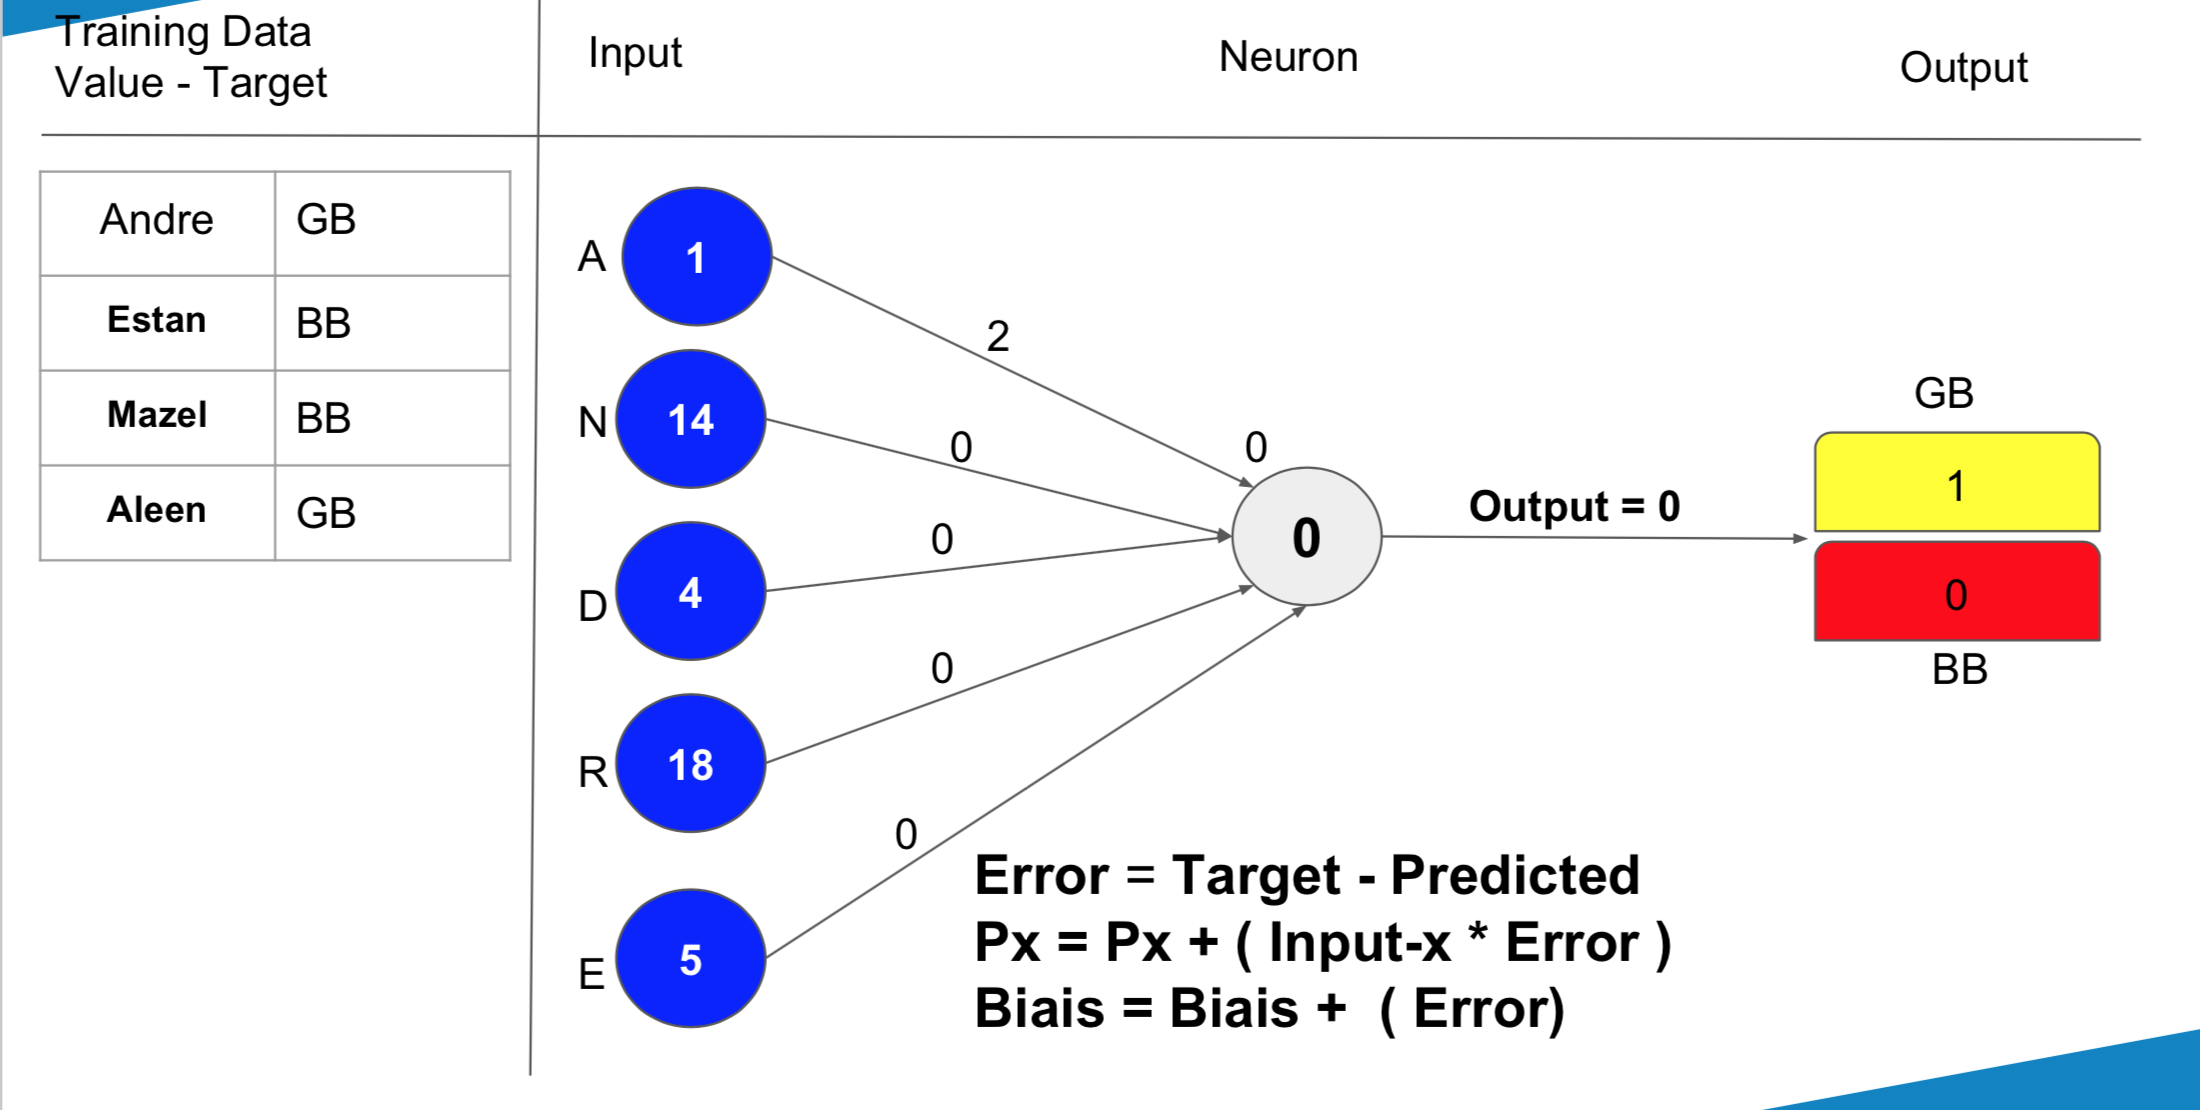 Training Data
Value - Target
Input
Neuron
Output
Andre GB
Estan BB
Mazel BB
Aleen GB
A 1
2
N 14
0
0
D 4
0
R 18
0
E 5
0
0
Output = 0
GB
1
0
BB
Error = Target - Predicted
Px = Px + ( Input-x * Error )
Biais = Biais + ( Error)